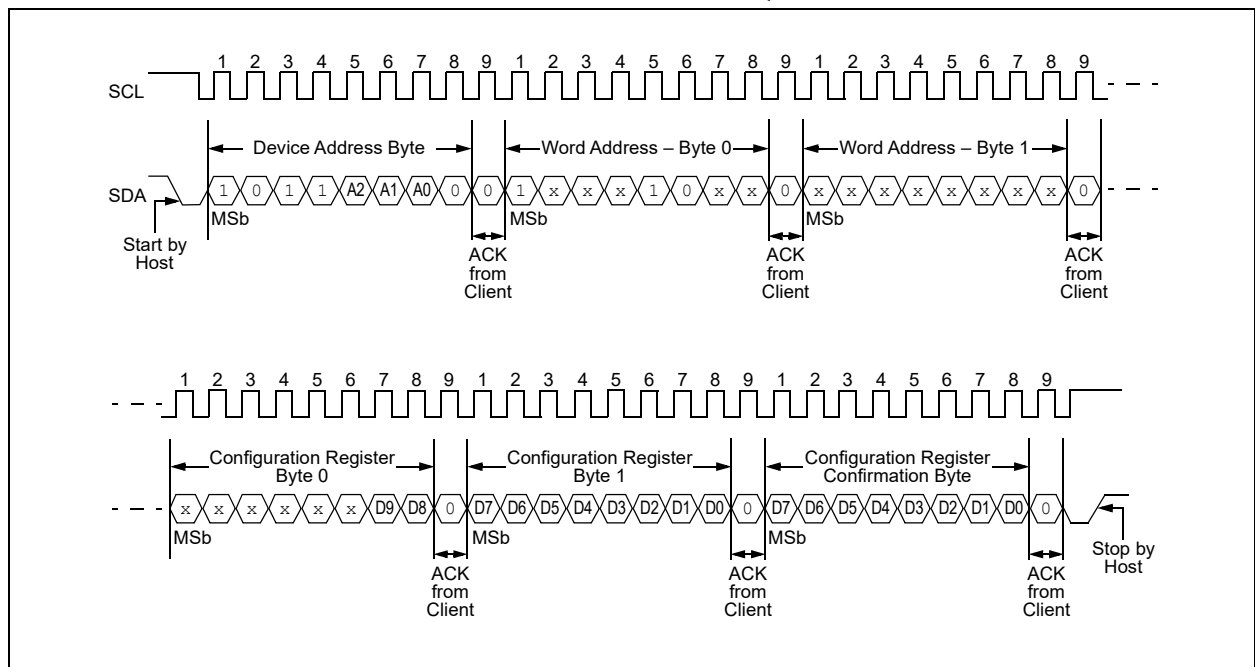 1 2 3 4 5 6 7 8 9 1 2 3 4 5 6 7 8 9 1 2 3 4 5 6 7 8 9
SCL
Device Address Byte Word Address – Byte 0 Word Address – Byte 1
SDA 1 0 1 1 A2 A1 A0 0 0 1 x x x 1 0 x x 0 x x x x x x x x 0
MSb MSb MSb
Start by Host
ACK from Client ACK from Client ACK from Client
1 2 3 4 5 6 7 8 9 1 2 3 4 5 6 7 8 9 1 2 3 4 5 6 7 8 9
Configuration Register Configuration Register Configuration Register
Byte 0 Byte 1 Confirmation Byte
x x x x x x D9 D8 0 D7 D6 D5 D4 D3 D2 D1 D0 0 D7 D6 D5 D4 D3 D2 D1 D0 0
MSb MSb MSb
Stop by Host
ACK from Client ACK from Client ACK from Client